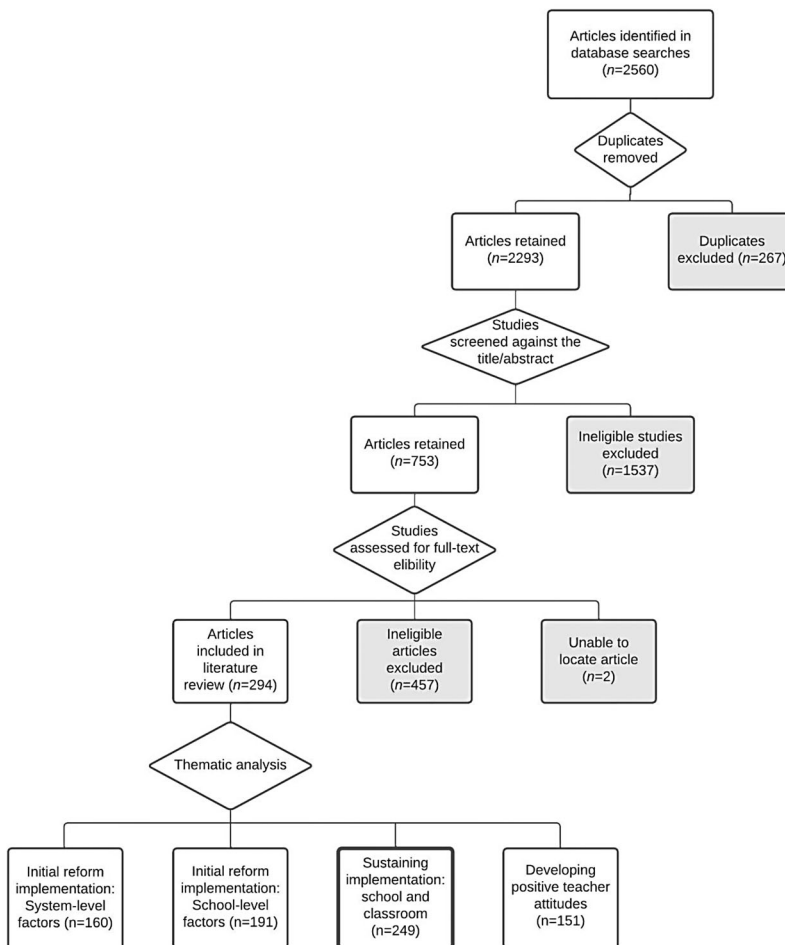 Articles identified in
database searches
(n=2560)
Duplicates
removed
Articles retained
(n=2293)
Duplicates
excluded (n=267)
Studies
screened against the
title/abstract
Articles retained
(n=753)
Ineligible studies
excluded
(n=1537)
Studies
assessed for full-text
elibility
Articles
included in
literature
review (n=294)
Ineligible
articles
excluded
(n=457)
Unable to
locate article
(n=2)
Thematic analysis
Initial reform
implementation:
System-level
factors (n=160)
Initial reform
implementation:
School-level
factors (n=191)
Sustaining
implementation:
school and
classroom
(n=249)
Developing
positive teacher
attitudes
(n=151)